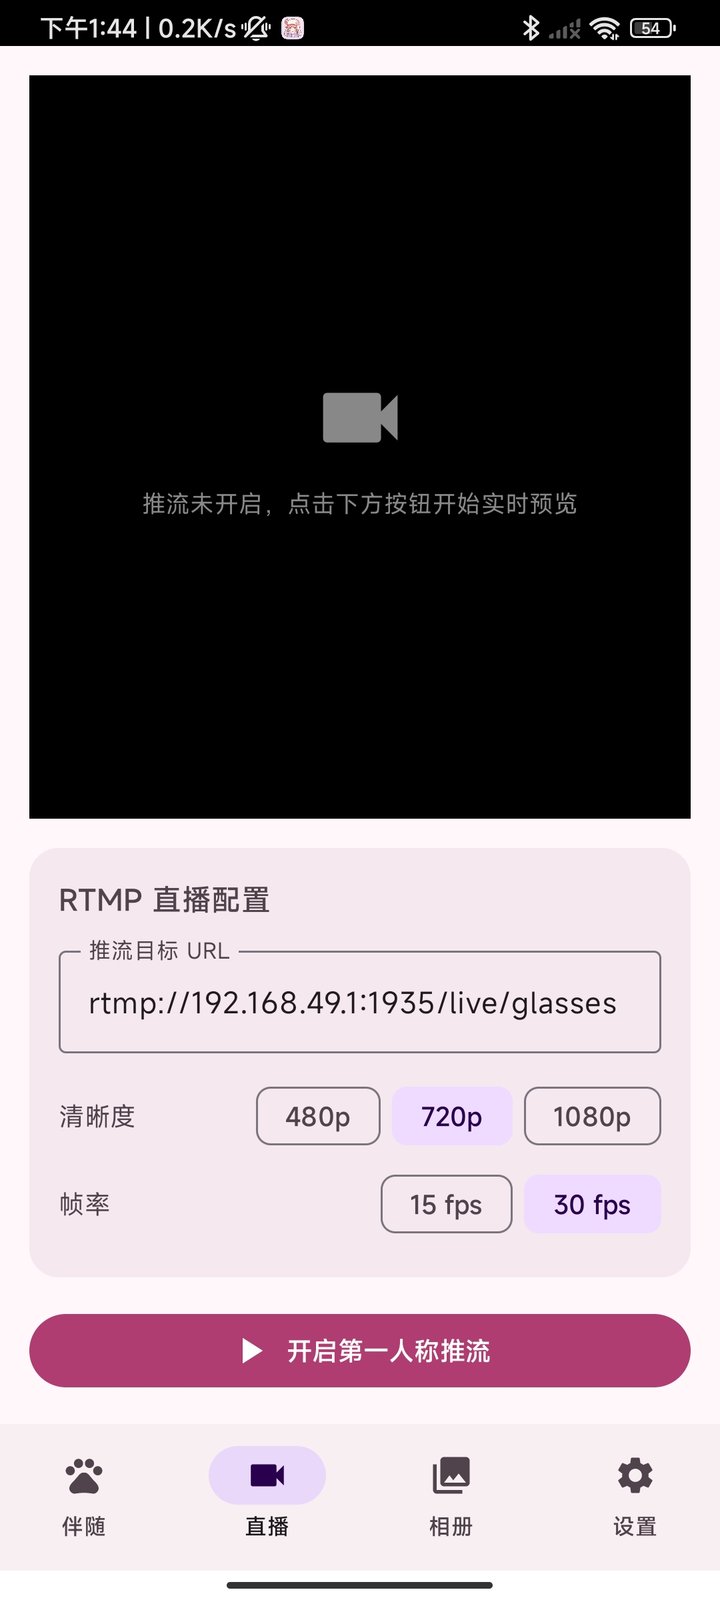 下午1:44 | 0.2K/s
54
推流未开启，点击下方按钮开始实时预览
RTMP 直播配置
推流目标 URL
rtmp://192.168.49.1:1935/live/glasses
清晰度 480p 720p 1080p
帧率 15 fps 30 fps
开启第一人称推流
伴随 直播 相册 设置